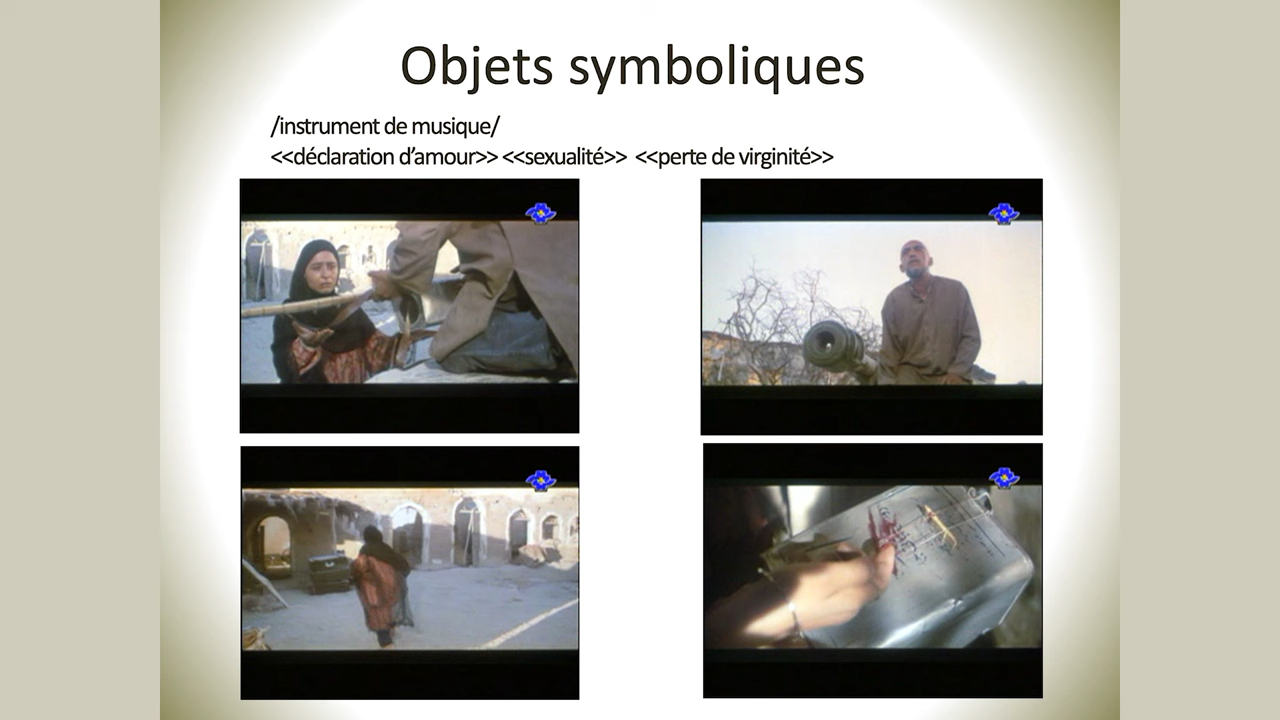 Objets symboliques
/instrument de musique/
<<déclaration d’amour>> <<sexualité>> <<perte de virginité>>